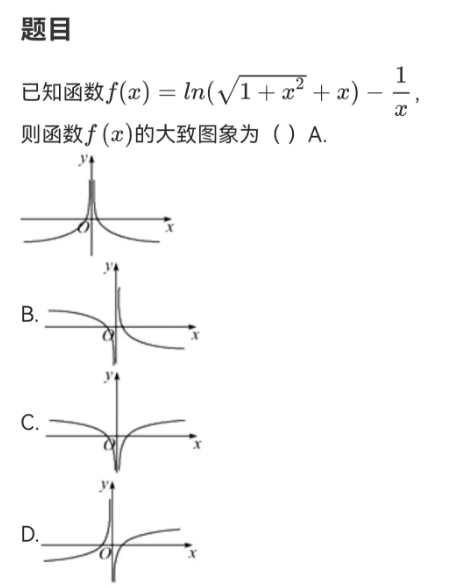 题目
已知函数f(x) = ln(√(1 + x²) + x) − 1/x,
则函数f (x)的大致图象为（ ）A.
y
O
x
y
B.
O
x
y
C.
O
x
y
D.
O
x